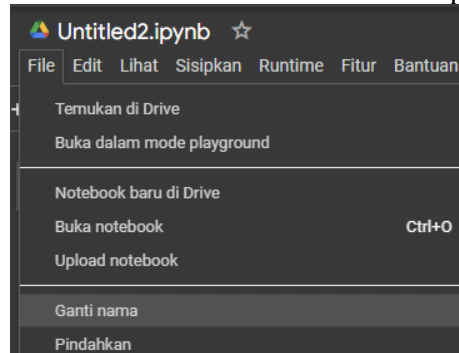 Untitled2.ipynb
File Edit Lihat Sisipkan Runtime Fitur Bantuan
Temukan di Drive
Buka dalam mode playground
Notebook baru di Drive
Buka notebook Ctrl+O
Upload notebook
Ganti nama
Pindahkan